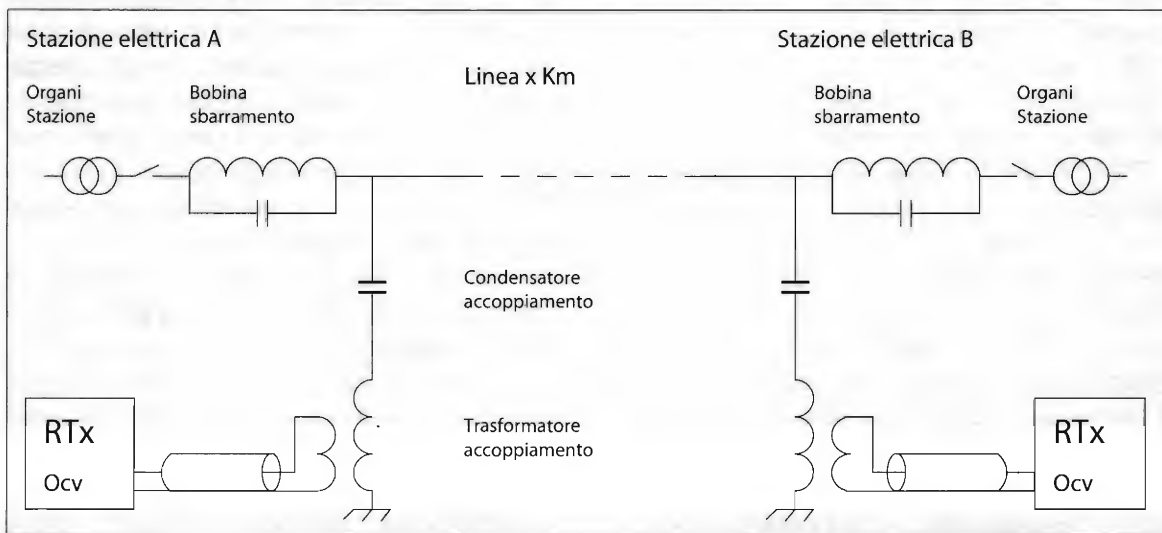 Stazione elettrica A
Stazione elettrica B
Linea x Km
Organi
Stazione
Bobina
sbarramento
Bobina
sbarramento
Organi
Stazione
Condensatore
accoppiamento
Trasformatore
accoppiamento
RTx
Ocv
RTx
Ocv